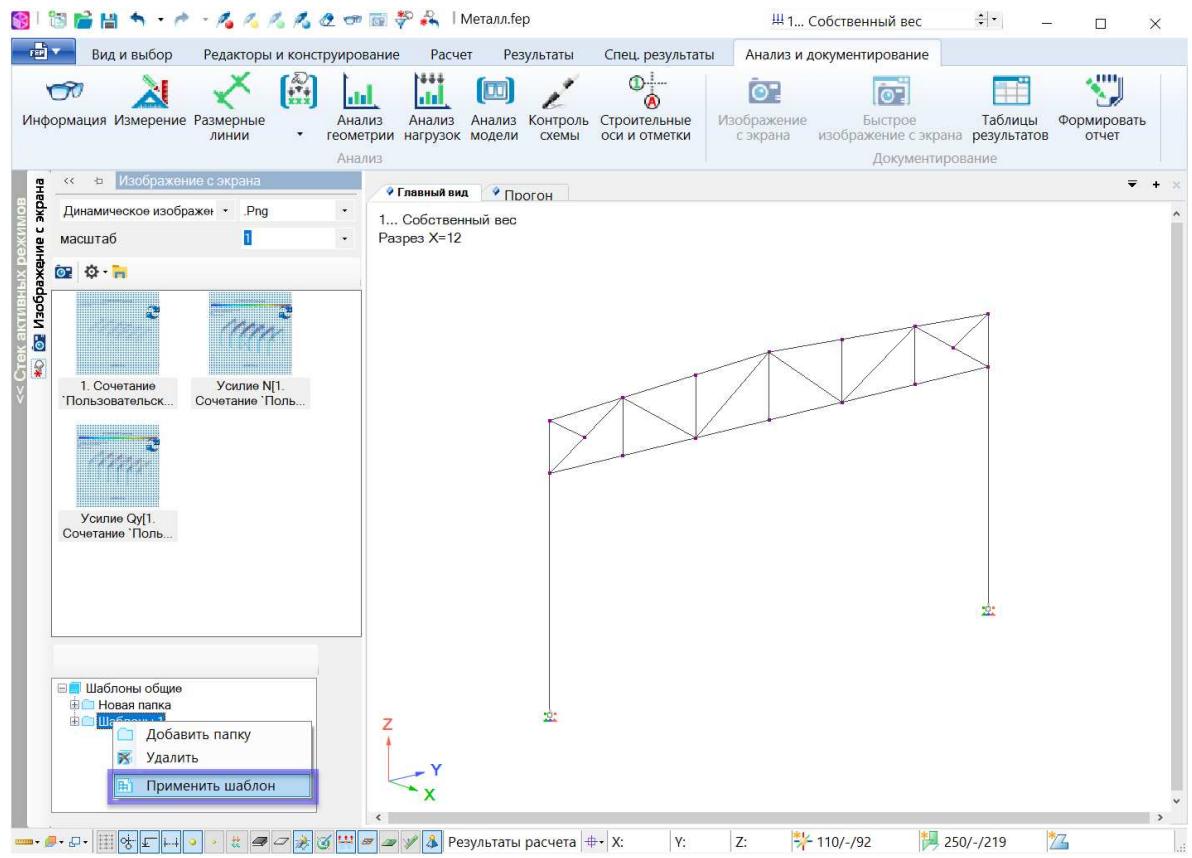 Металл.fep
1... Собственный вес
FEP
Вид и выбор
Редакторы и конструирование
Расчет
Результаты
Спец. результаты
Анализ и документирование
Информация
Измерение
Размерные
линии
Анализ
геометрии
Анализ
нагрузок
Анализ
модели
Контроль
схемы
Строительные
оси и отметки
Изображение
с экрана
Быстрое
изображение с экрана
Таблицы
результатов
Формировать
отчет
Анализ
Документирование
<< Стек активных режимов
Изображение с экрана
<<
Изображение с экрана
Динамическое изображен
.Png
масштаб
1
1. Сочетание
`Пользовательск...
Усилие N[1.
Сочетание `Поль...
Усилие Qy[1.
Сочетание `Поль...
Шаблоны общие
Новая папка
Шаблоны 1
Добавить папку
Удалить
Применить шаблон
Главный вид
Прогон
1... Собственный вес
Разрез X=12
Z
Y
X
Результаты расчета
X:
Y:
Z:
110/-/92
250/-/219